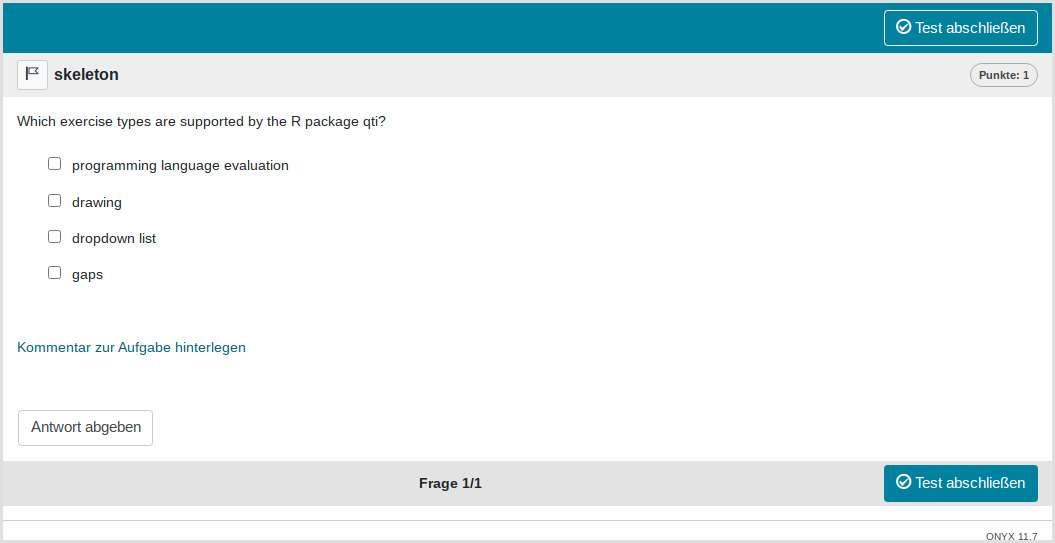 Test abschließen
skeleton
Punkte: 1
Which exercise types are supported by the R package qti?
programming language evaluation
drawing
dropdown list
gaps
Kommentar zur Aufgabe hinterlegen
Antwort abgeben
Frage 1/1
Test abschließen
ONYX 11.7